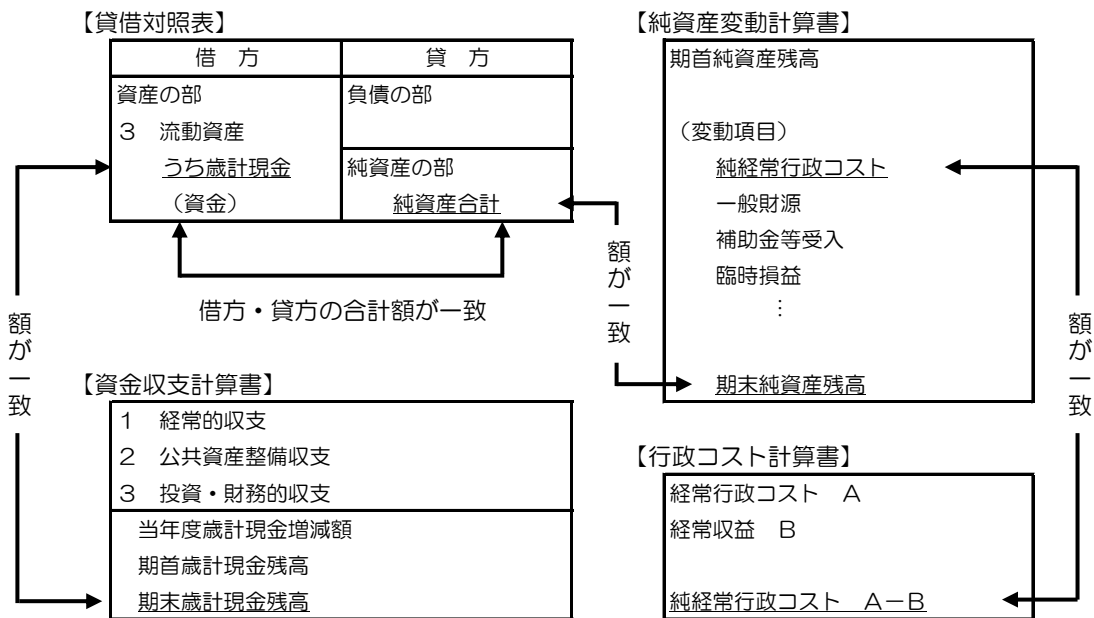 【貸借対照表】
借　方
貸　方
資産の部
３　流動資産
うち歳計現金
（資金）
負債の部
純資産の部
純資産合計
借方・貸方の合計額が一致
額が一致
額が一致
【純資産変動計算書】
期首純資産残高
（変動項目）
純経常行政コスト
一般財源
補助金等受入
臨時損益
⋮
期末純資産残高
額が一致
【資金収支計算書】
１　経常的収支
２　公共資産整備収支
３　投資・財務的収支
当年度歳計現金増減額
期首歳計現金残高
期末歳計現金残高
【行政コスト計算書】
経常行政コスト　Ａ
経常収益　Ｂ
純経常行政コスト　Ａ－Ｂ